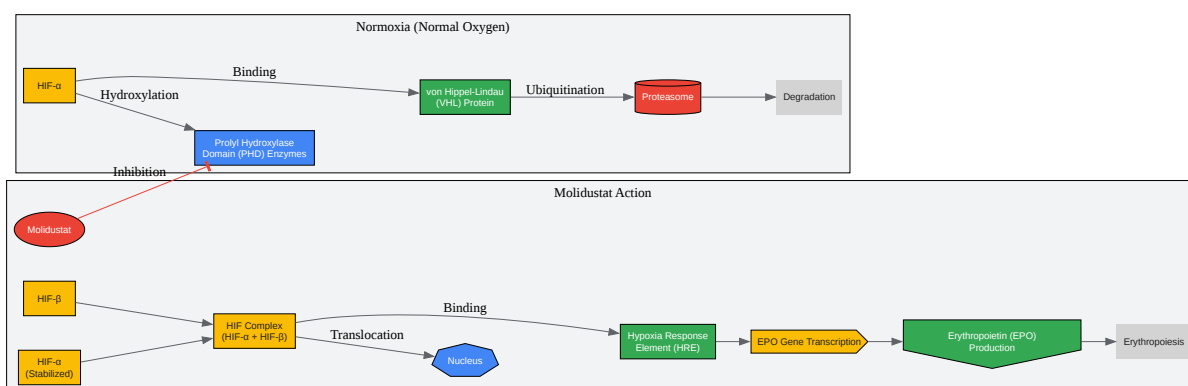 Normoxia (Normal Oxygen)
HIF-α
Binding
Hydroxylation
von Hippel-Lindau
(VHL) Protein
Ubiquitination
Proteasome
Degradation
Prolyl Hydroxylase
Domain (PHD) Enzymes
Inhibition
Molidustat Action
Molidustat
HIF-β
HIF Complex
(HIF-α + HIF-β)
Binding
Translocation
Hypoxia Response
Element (HRE)
EPO Gene Transcription
Erythropoietin (EPO)
Production
Erythropoiesis
HIF-α
(Stabilized)
Nucleus